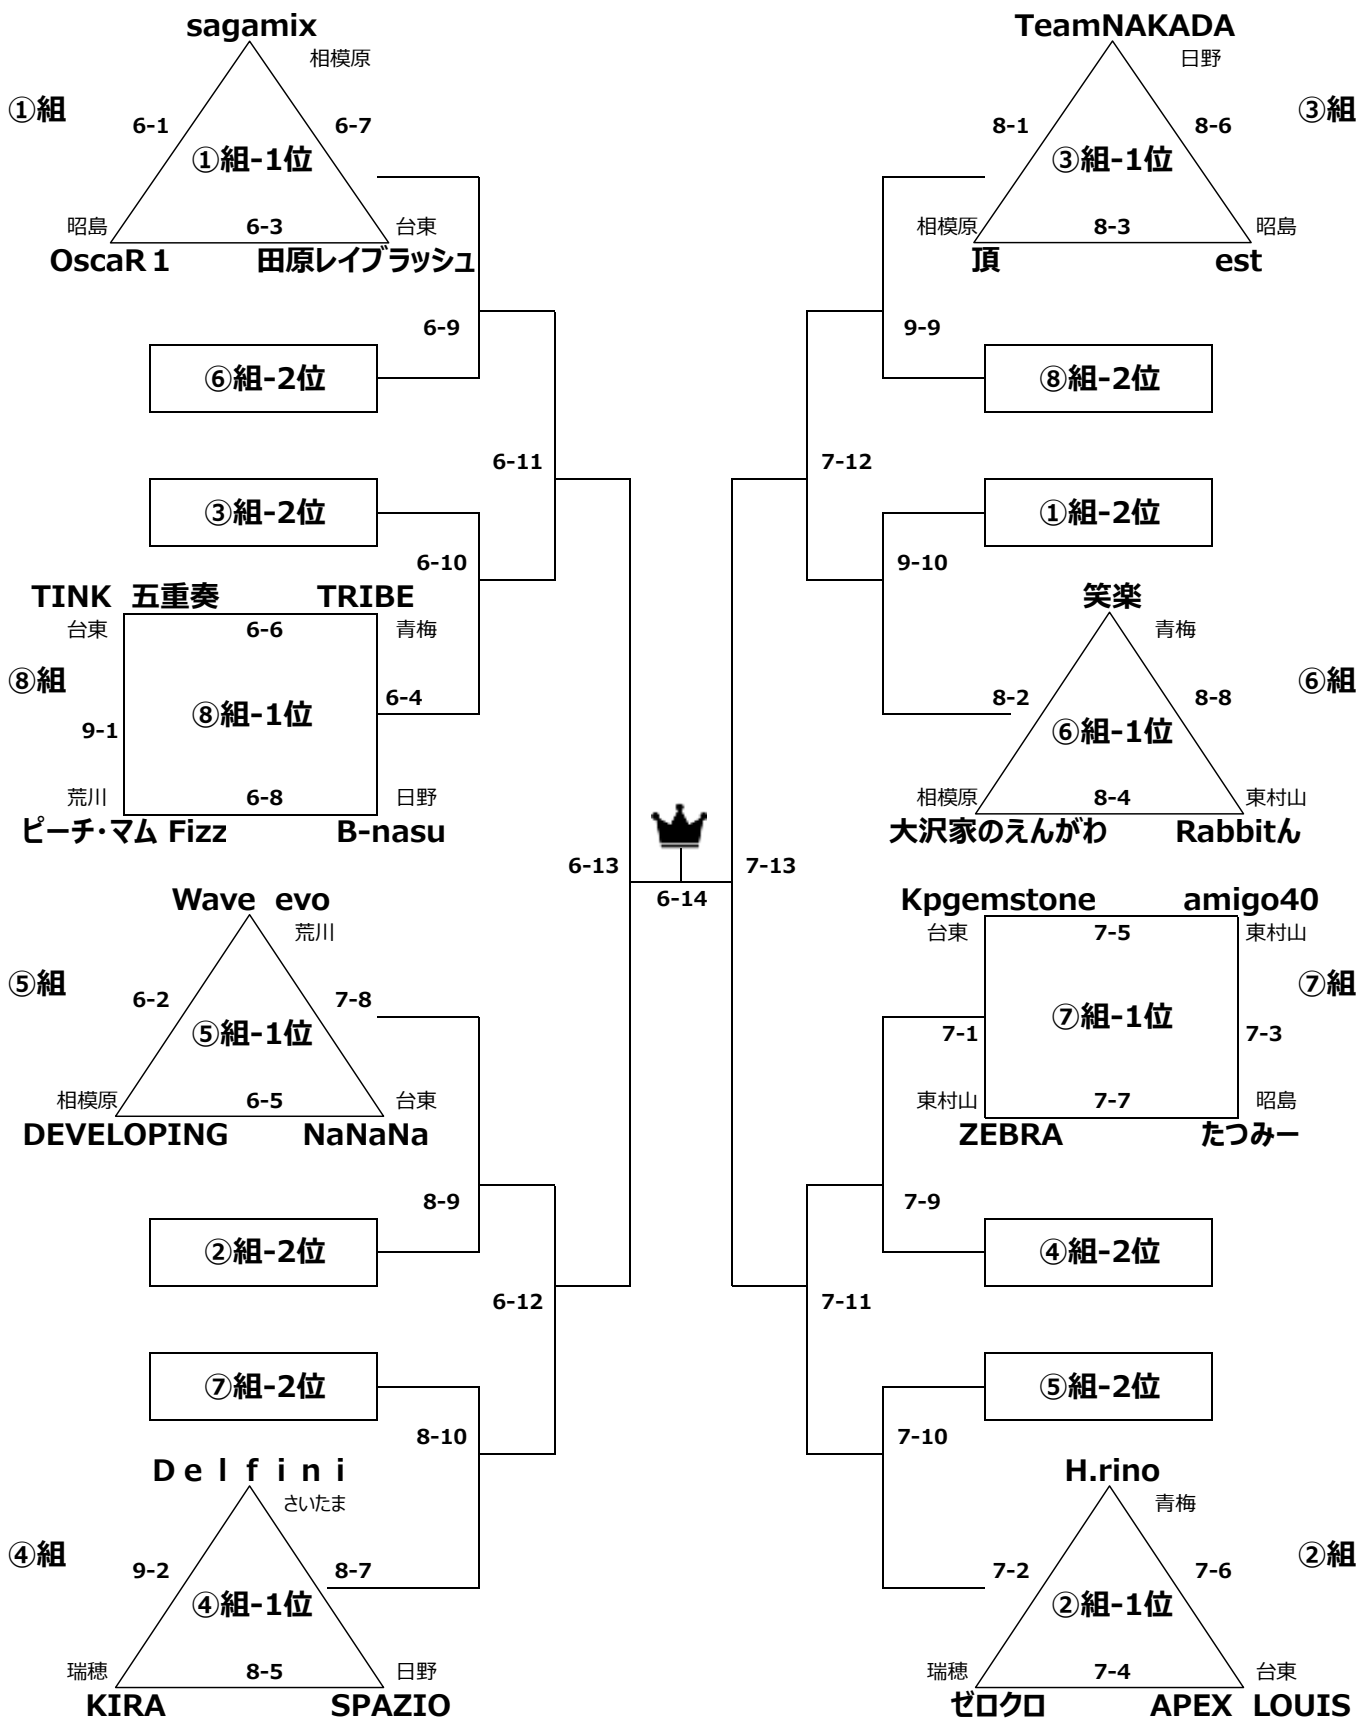 sagamix
相模原
①組
6-1
6-7
①組-1位
昭島
6-3
台東
OscaR 1
田原レイブラッシュ
6-9
⑥組-2位
6-11
③組-2位
6-10
TINK 五重奏
TRIBE
台東
6-6
青梅
⑧組
⑧組-1位
6-4
9-1
荒川
6-8
日野
ピーチ・マム Fizz
B-nasu
6-13
Wave evo
荒川
⑤組
6-2
7-8
⑤組-1位
相模原
6-5
台東
DEVELOPING
NaNaNa
8-9
②組-2位
6-12
⑦組-2位
8-10
Ｄｅｌｆｉｎｉ
さいたま
④組
9-2
8-7
④組-1位
瑞穂
8-5
日野
KIRA
SPAZIO
6-14
TeamNAKADA
日野
③組
8-1
8-6
③組-1位
相模原
8-3
昭島
頂
est
9-9
⑧組-2位
7-12
①組-2位
9-10
笑楽
青梅
⑥組
8-2
8-8
⑥組-1位
相模原
8-4
東村山
大沢家のえんがわ
Rabbitん
7-13
Kpgemstone
amigo40
台東
7-5
東村山
⑦組
⑦組-1位
7-1
7-3
東村山
7-7
昭島
ZEBRA
たつみー
7-9
④組-2位
7-11
⑤組-2位
7-10
H.rino
青梅
②組
7-2
7-6
②組-1位
瑞穂
7-4
台東
ゼロクロ
APEX LOUIS